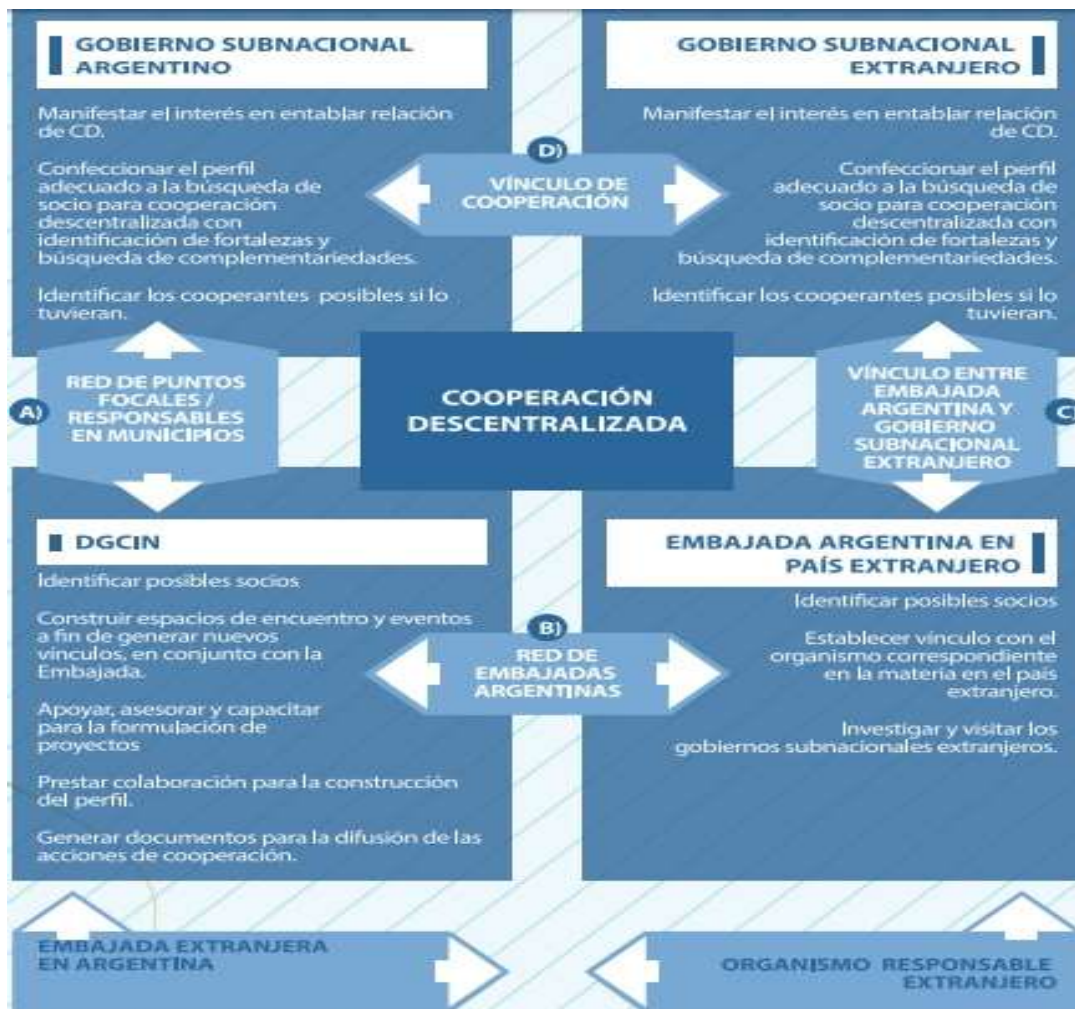 GOBIERNO SUBNACIONAL
ARGENTINO
Manifestar el interés en entablar relación
de CD.
Confeccionar el perfil
adecuado a la búsqueda de
socio para cooperación
descentralizada con
identificación de fortalezas y
búsqueda de complementariedades.
Identificar los cooperantes posibles si lo
tuvieran.
GOBIERNO SUBNACIONAL
EXTRANJERO
Manifestar el interés en entablar relación
de CD.
Confeccionar el perfil
adecuado a la búsqueda de
socio para cooperación
descentralizada con
identificación de fortalezas y
búsqueda de complementariedades.
Identificar los cooperantes posibles si lo
tuvieran.
D)
VÍNCULO DE
COOPERACIÓN
A)
RED DE PUNTOS
FOCALES /
RESPONSABLES
EN MUNICÍPIOS
COOPERACIÓN
DESCENTRALIZADA
VÍNCULO ENTRE
EMBAJADA
ARGENTINA Y
GOBIERNO
SUBNACIONAL
EXTRANJERO
C)
DGCIN
Identificar posibles socios
Construir espacios de encuentro y eventos
a fin de generar nuevos
vínculos, en conjunto con la
Embajada.
Apoyar, asesorar y capacitar
para la formulación de
proyectos
Prestar colaboración para la construcción
del perfil.
Generar documentos para la difusión de las
acciones de cooperación.
B)
RED DE
EMBAJADAS
ARGENTINAS
EMBAJADA ARGENTINA EN
PAÍS EXTRANJERO
Identificar posibles socios
Establecer vínculo con el
organismo correspondiente
en la materia en el país
extranjero.
Investigar y visitar los
gobiernos subnacionales extranjeros.
EMBAJADA EXTRANJERA
EN ARGENTINA
ORGANISMO RESPONSABLE
EXTRANJERO